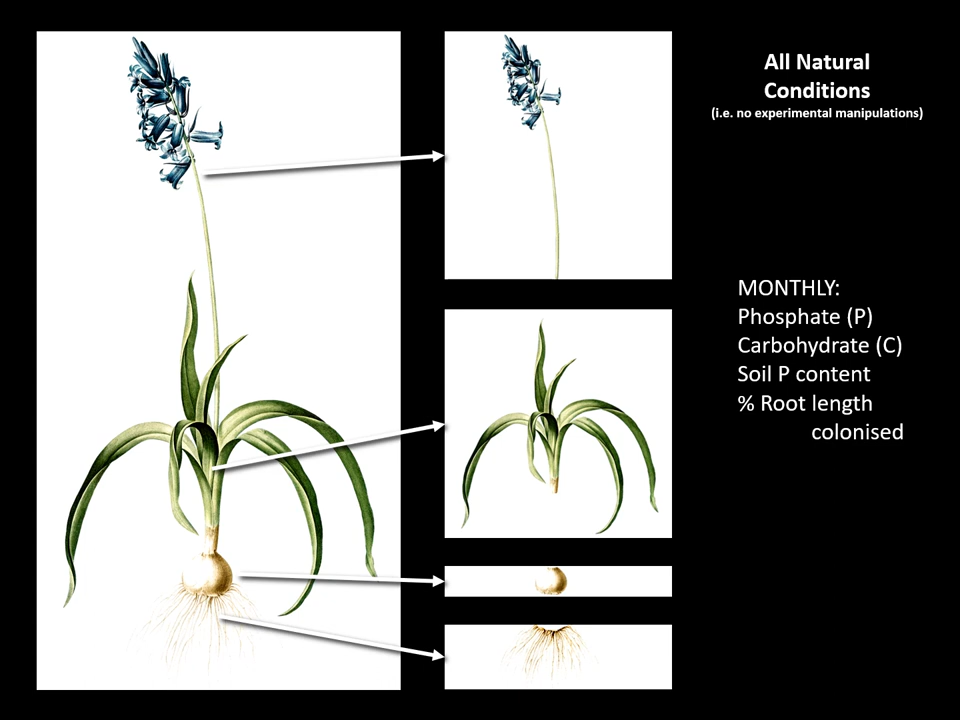 All Natural
Conditions
(i.e. no experimental manipulations)
MONTHLY:
Phosphate (P)
Carbohydrate (C)
Soil P content
% Root length
colonised